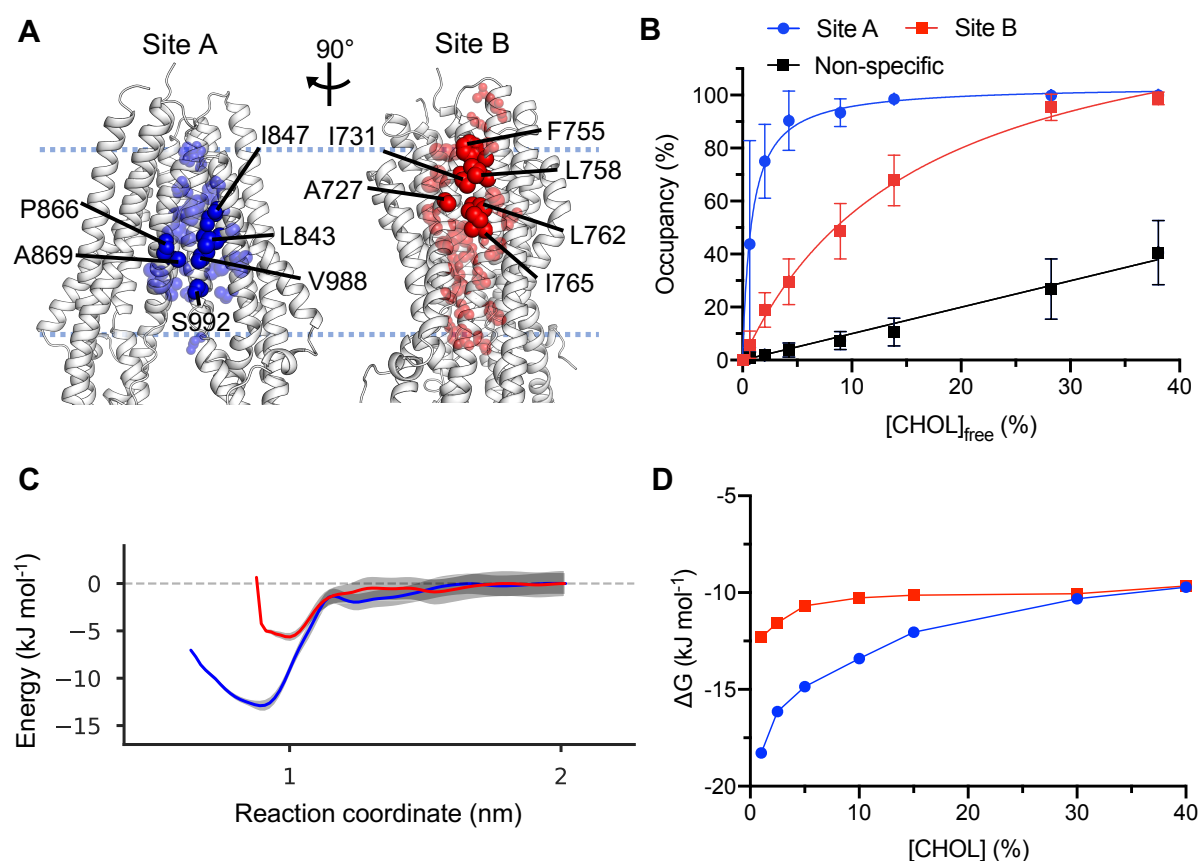 A
Site A
90°
Site B
I847
I731
F755
L758
A727
P866
L843
L762
A869
V988
I765
S992
B
Site A
Site B
Non-specific
100
80
60
40
20
0
Occupancy (%)
0
10
20
30
40
[CHOL]free (%)
C
0
−5
−10
−15
Energy (kJ mol-1)
1
2
Reaction coordinate (nm)
D
-5
-10
-15
-20
ΔG (kJ mol-1)
0
10
20
30
40
[CHOL] (%)